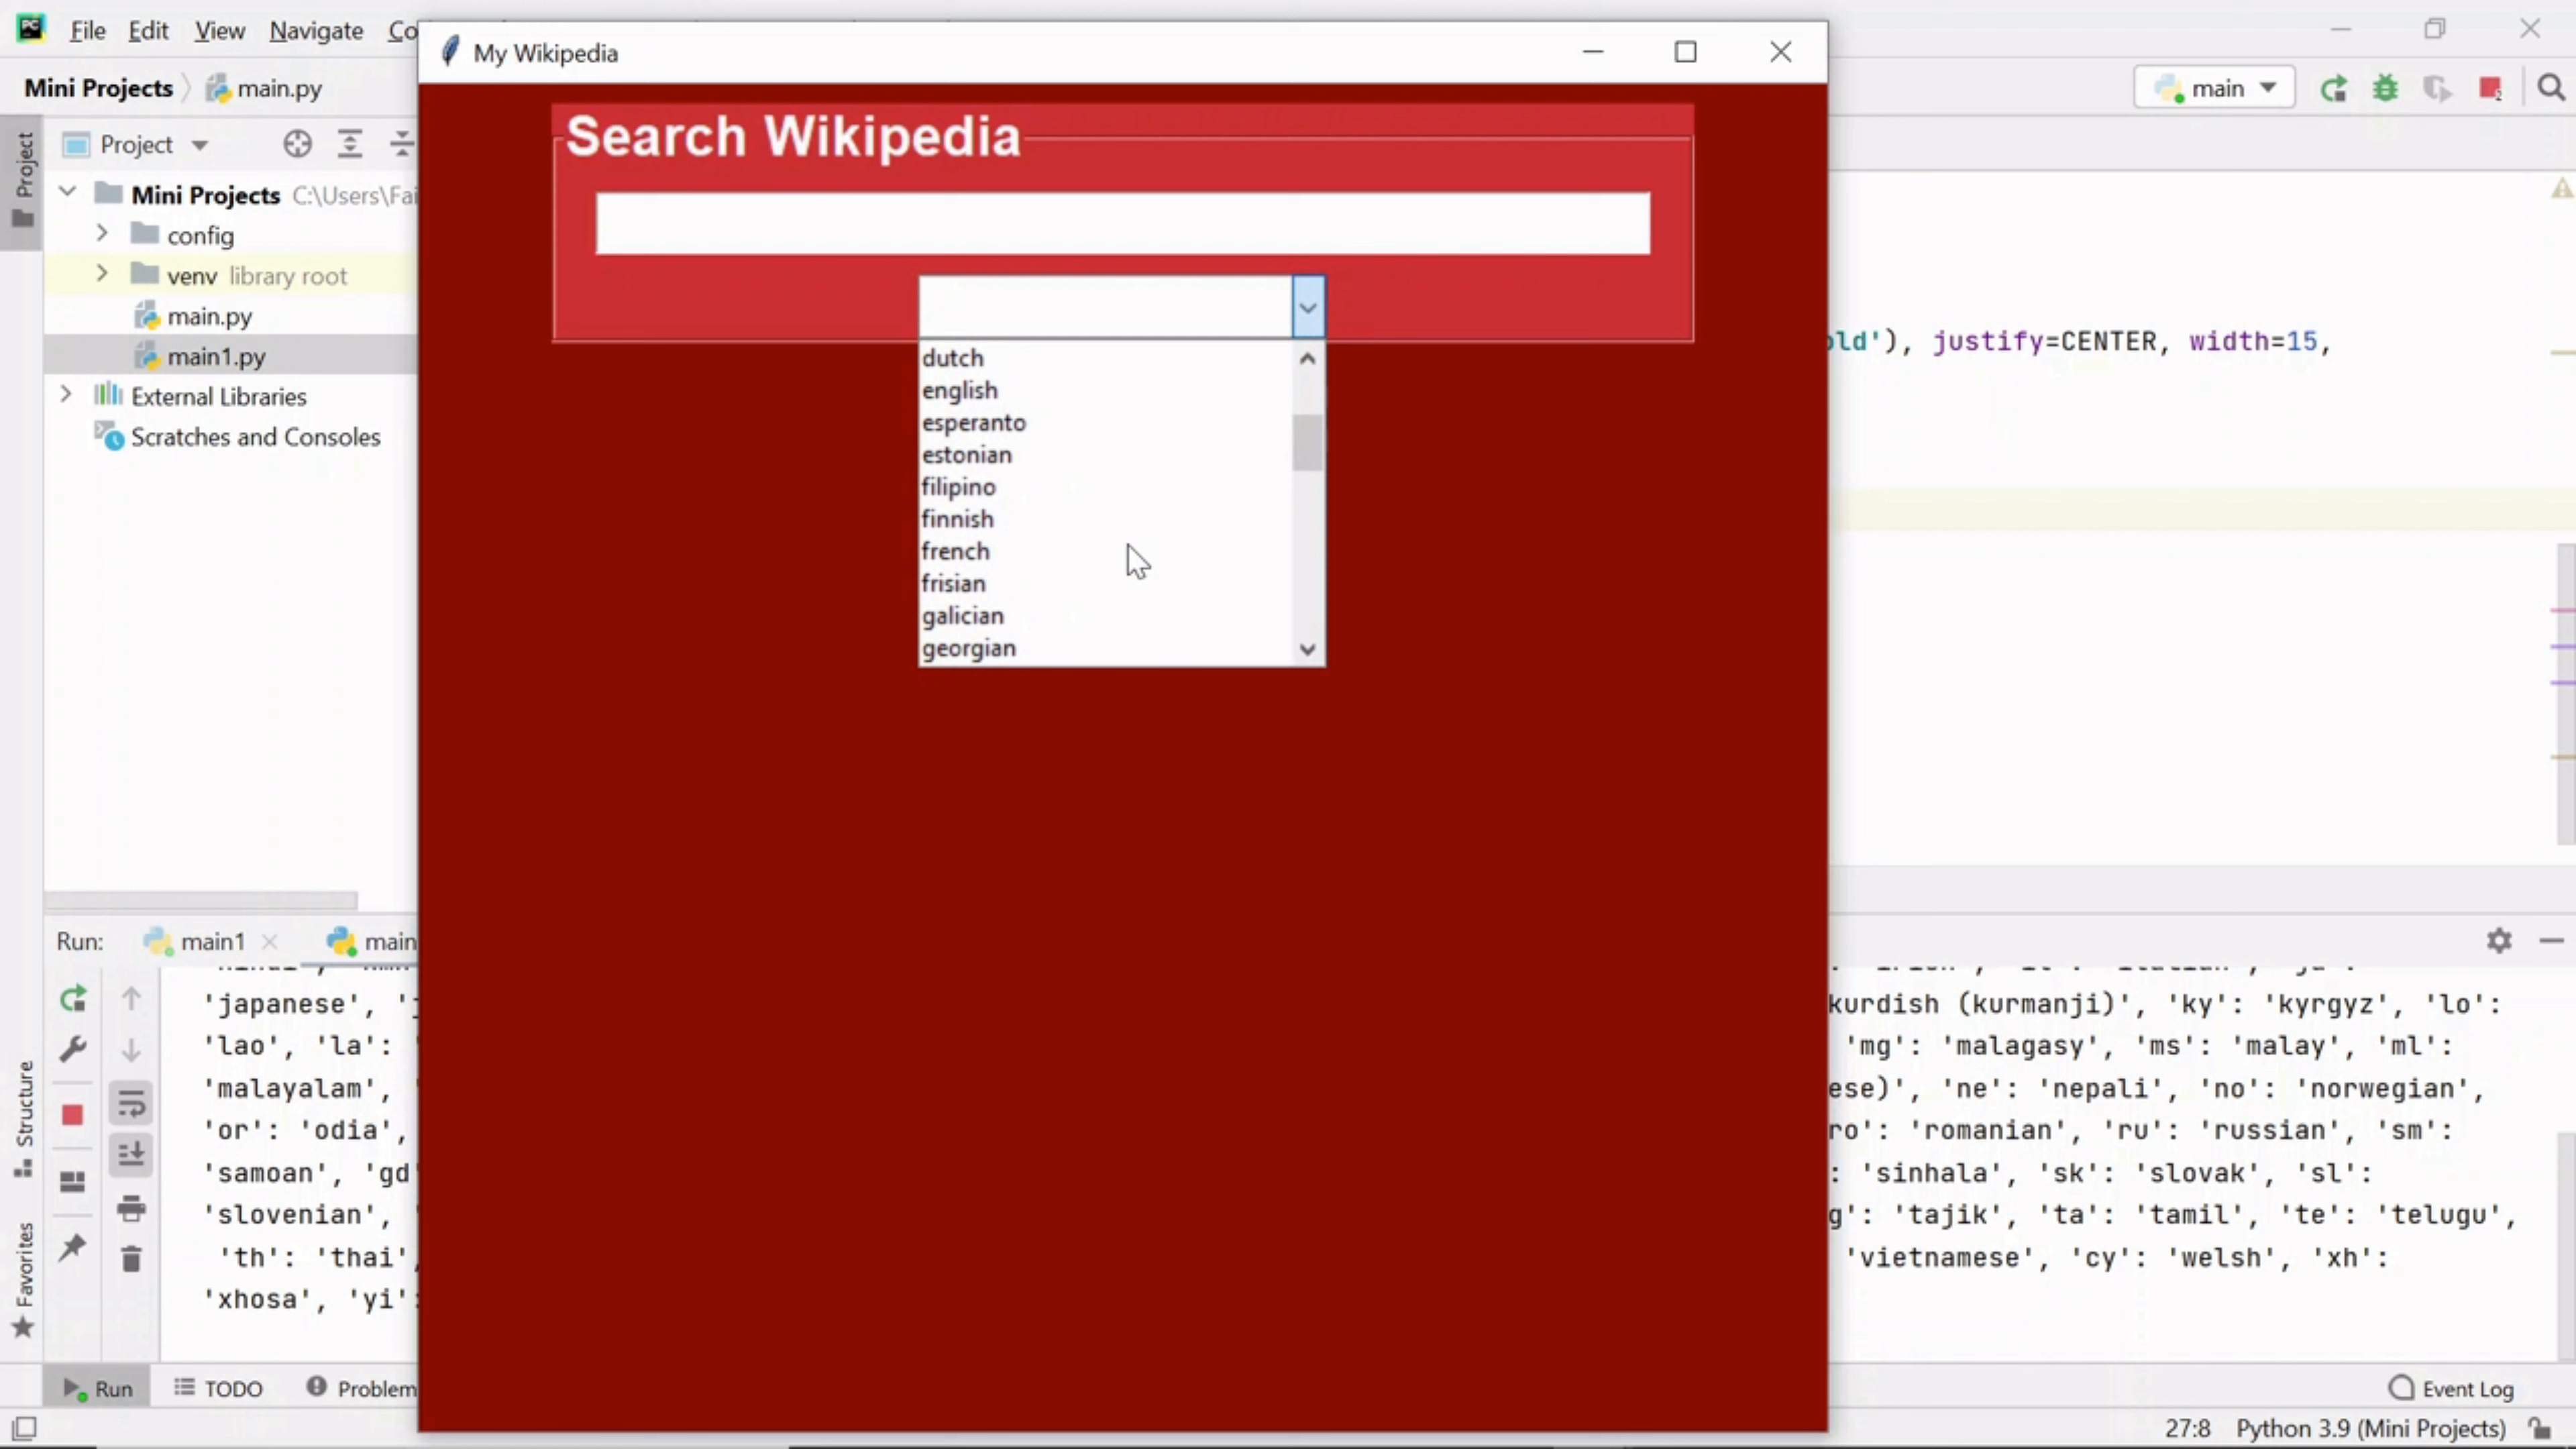 File Edit View Navigate
My Wikipedia
Mini Projects main.py
main
Search Wikipedia
Project
Project
Mini Projects C:\Users\Fai
config
venv library root
main.py
main1.py
External Libraries
Scratches and Consoles
dutch
english
esperanto
estonian
filipino
finnish
french
frisian
galician
georgian
'), justify=CENTER, width=15,
Run: main1 main
'japanese', 'j kurdish (kurmanji)', 'ky': 'kyrgyz', 'lo':
'lao', 'la': 'mg': 'malagasy', 'ms': 'malay', 'ml':
'malayalam', ese)', 'ne': 'nepali', 'no': 'norwegian',
'or': 'odia', ro': 'romanian', 'ru': 'russian', 'sm':
'samoan', 'gd' : 'sinhala', 'sk': 'slovak', 'sl':
'slovenian', g': 'tajik', 'ta': 'tamil', 'te': 'telugu',
'th': 'thai', 'vietnamese', 'cy': 'welsh', 'xh':
'xhosa', 'yi':
Structure
Favorites
Run TODO Problem Event Log
27:8 Python 3.9 (Mini Projects)